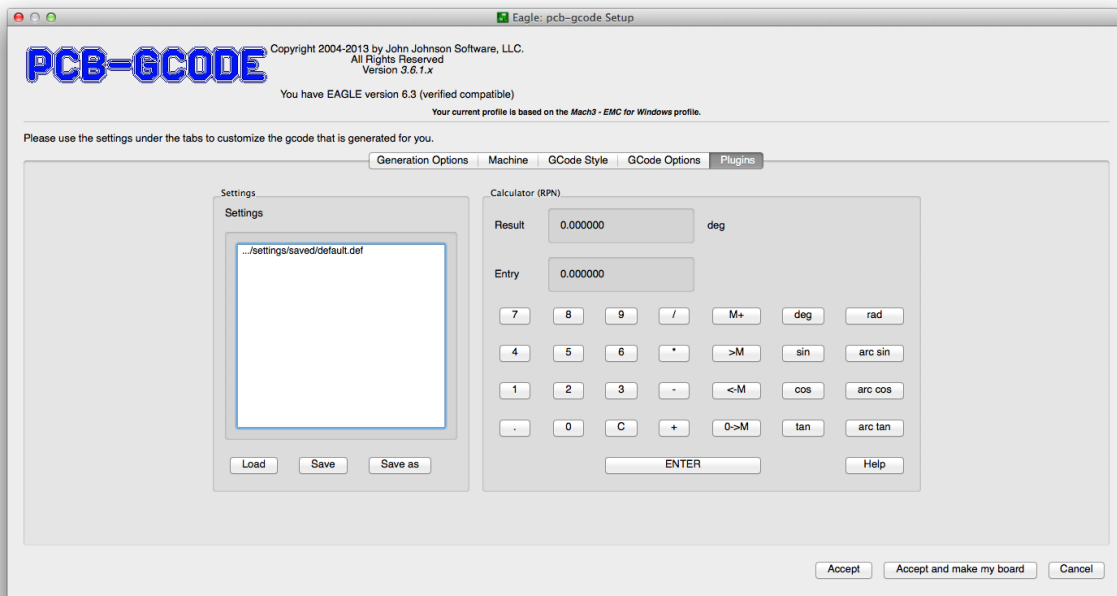 Eagle: pcb-gcode Setup
PCB-GCODE
Copyright 2004-2013 by John Johnson Software, LLC.
All Rights Reserved
Version 3.6.1.x
You have EAGLE version 6.3 (verified compatible)
Your current profile is based on the Mach3 - EMC for Windows profile.
Please use the settings under the tabs to customize the gcode that is generated for you.
Generation Options Machine GCode Style GCode Options Plugins
Settings
Settings
.../settings/saved/default.def
Load Save Save as
Calculator (RPN)
Result 0.000000 deg
Entry 0.000000
7 8 9 / M+ deg rad
4 5 6 * >M sin arc sin
1 2 3 - <-M cos arc cos
. 0 C + 0->M tan arc tan
ENTER Help
Accept Accept and make my board Cancel